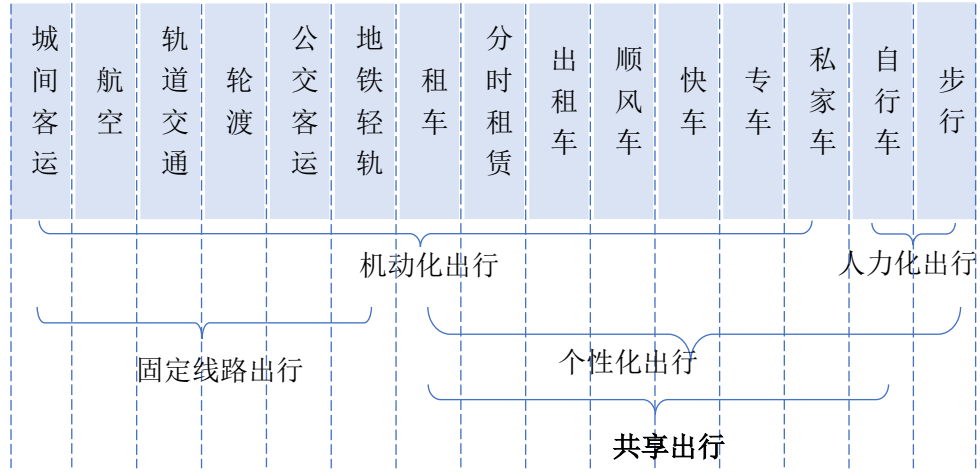 城间客运
航空
轨道交通
轮渡
公交客运
地铁轻轨
租车
分时租赁
出租车
顺风车
快车
专车
私家车
自行车
步行
机动化出行
人力化出行
固定线路出行
个性化出行
共享出行